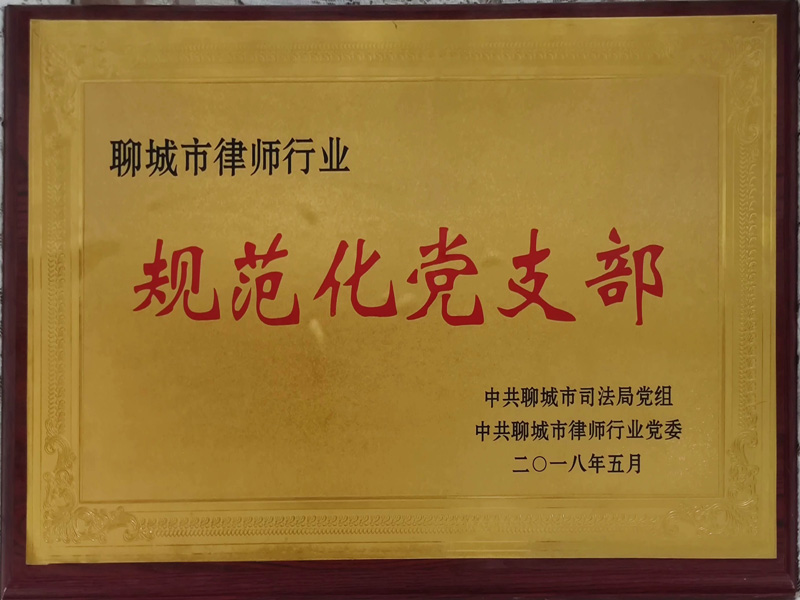 聊城市律师行业
规范化党支部
中共聊城市司法局党组
中共聊城市律师行业党委
二〇一八年五月